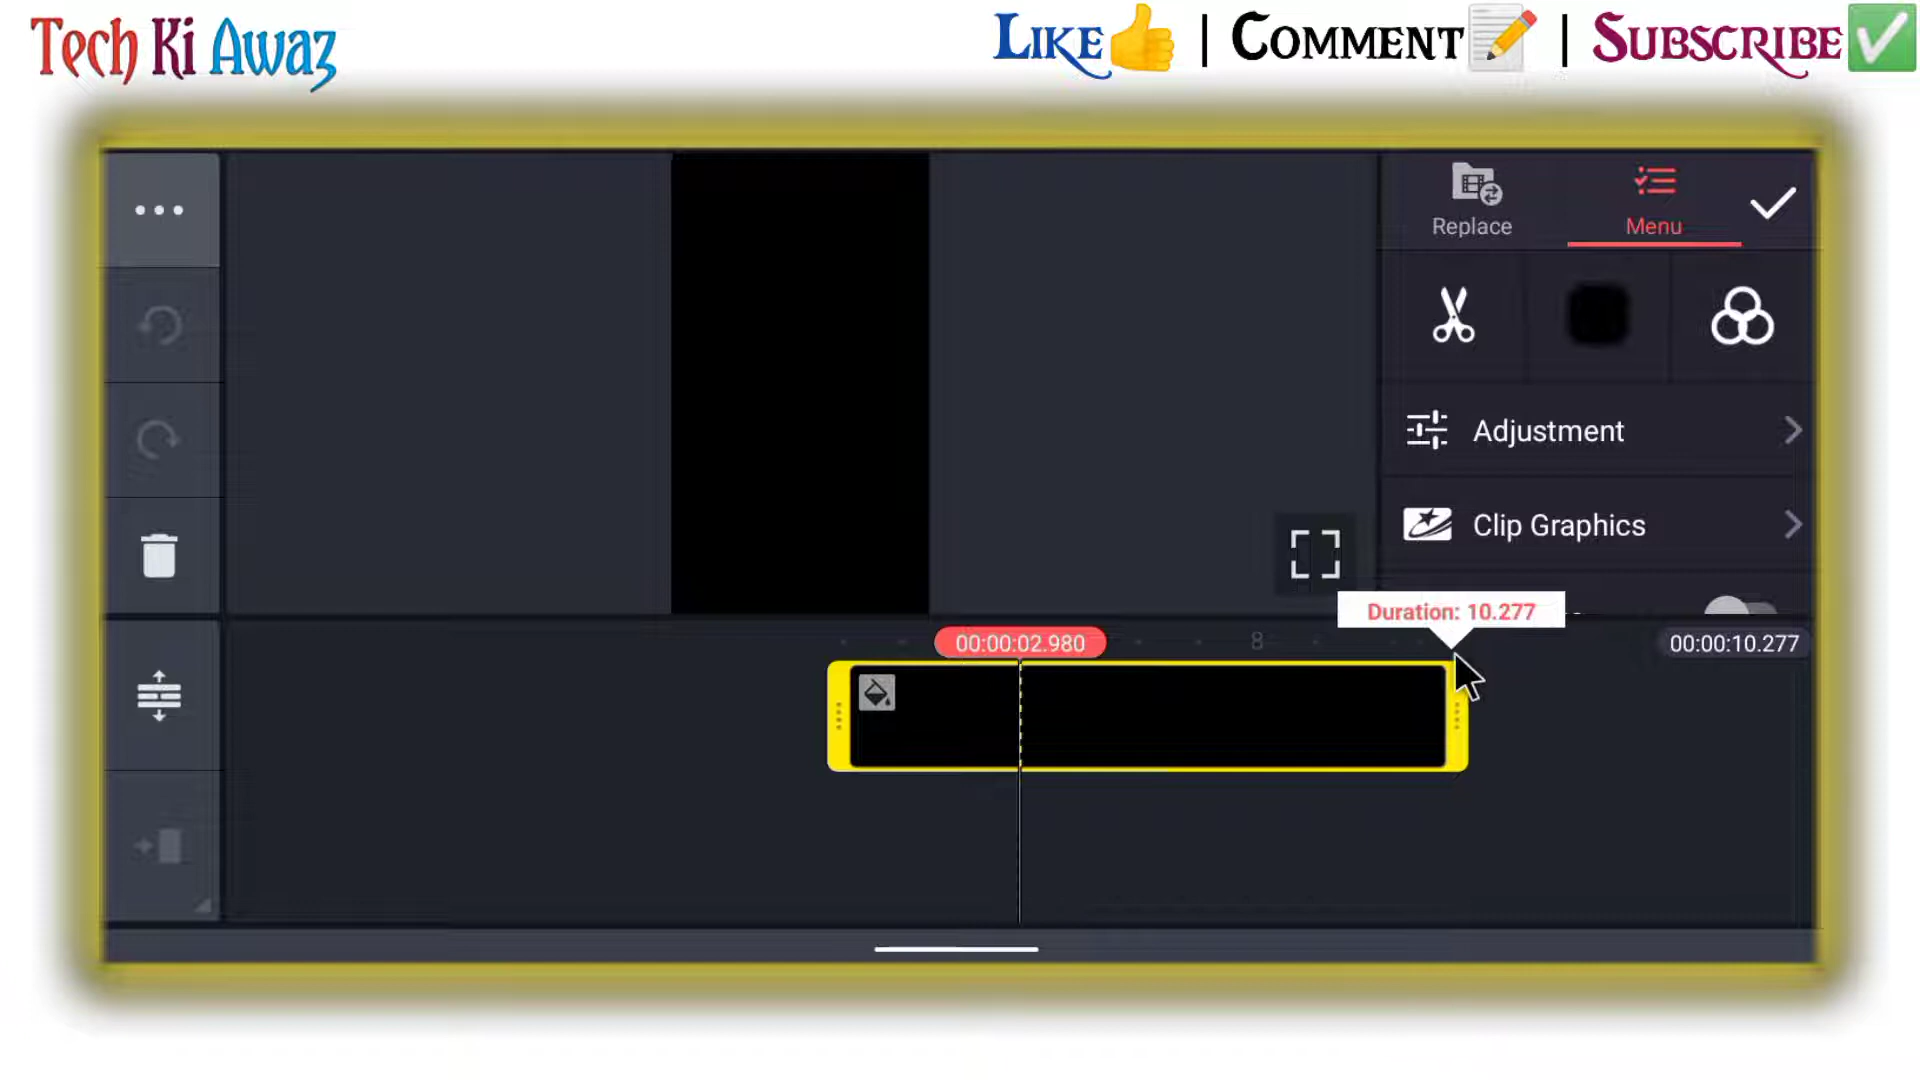 Tech Ki Awaz
Like | Comment | Subscribe
Replace
Menu
Adjustment
Clip Graphics
Duration: 10.277
00:00:02.980
8
00:00:10.277